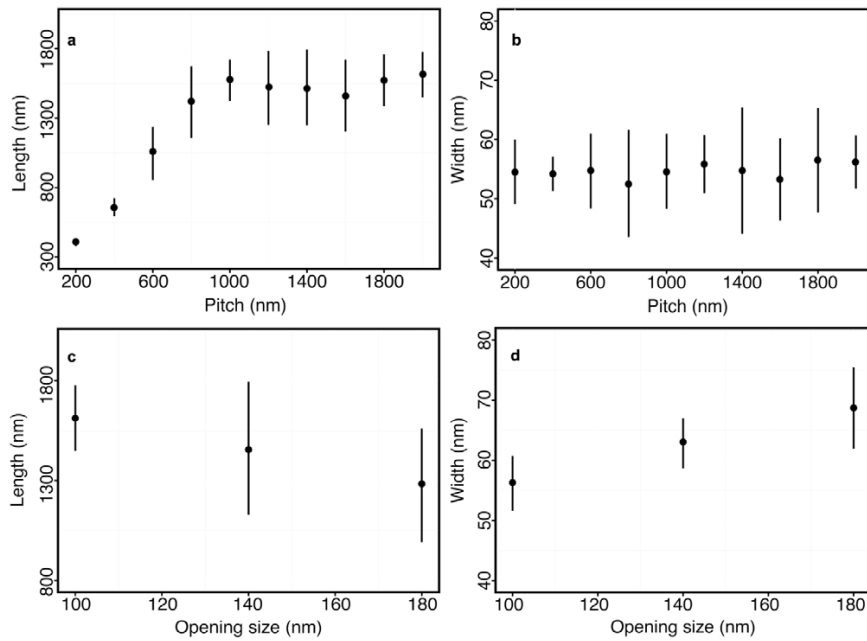 a
Length (nm)
1800
1300
800
300
200 600 1000 1400 1800
Pitch (nm)
b
Width (nm)
80
70
60
50
40
200 600 1000 1400 1800
Pitch (nm)
c
Length (nm)
1800
1300
800
100 120 140 160 180
Opening size (nm)
d
Width (nm)
80
70
60
50
40
100 120 140 160 180
Opening size (nm)